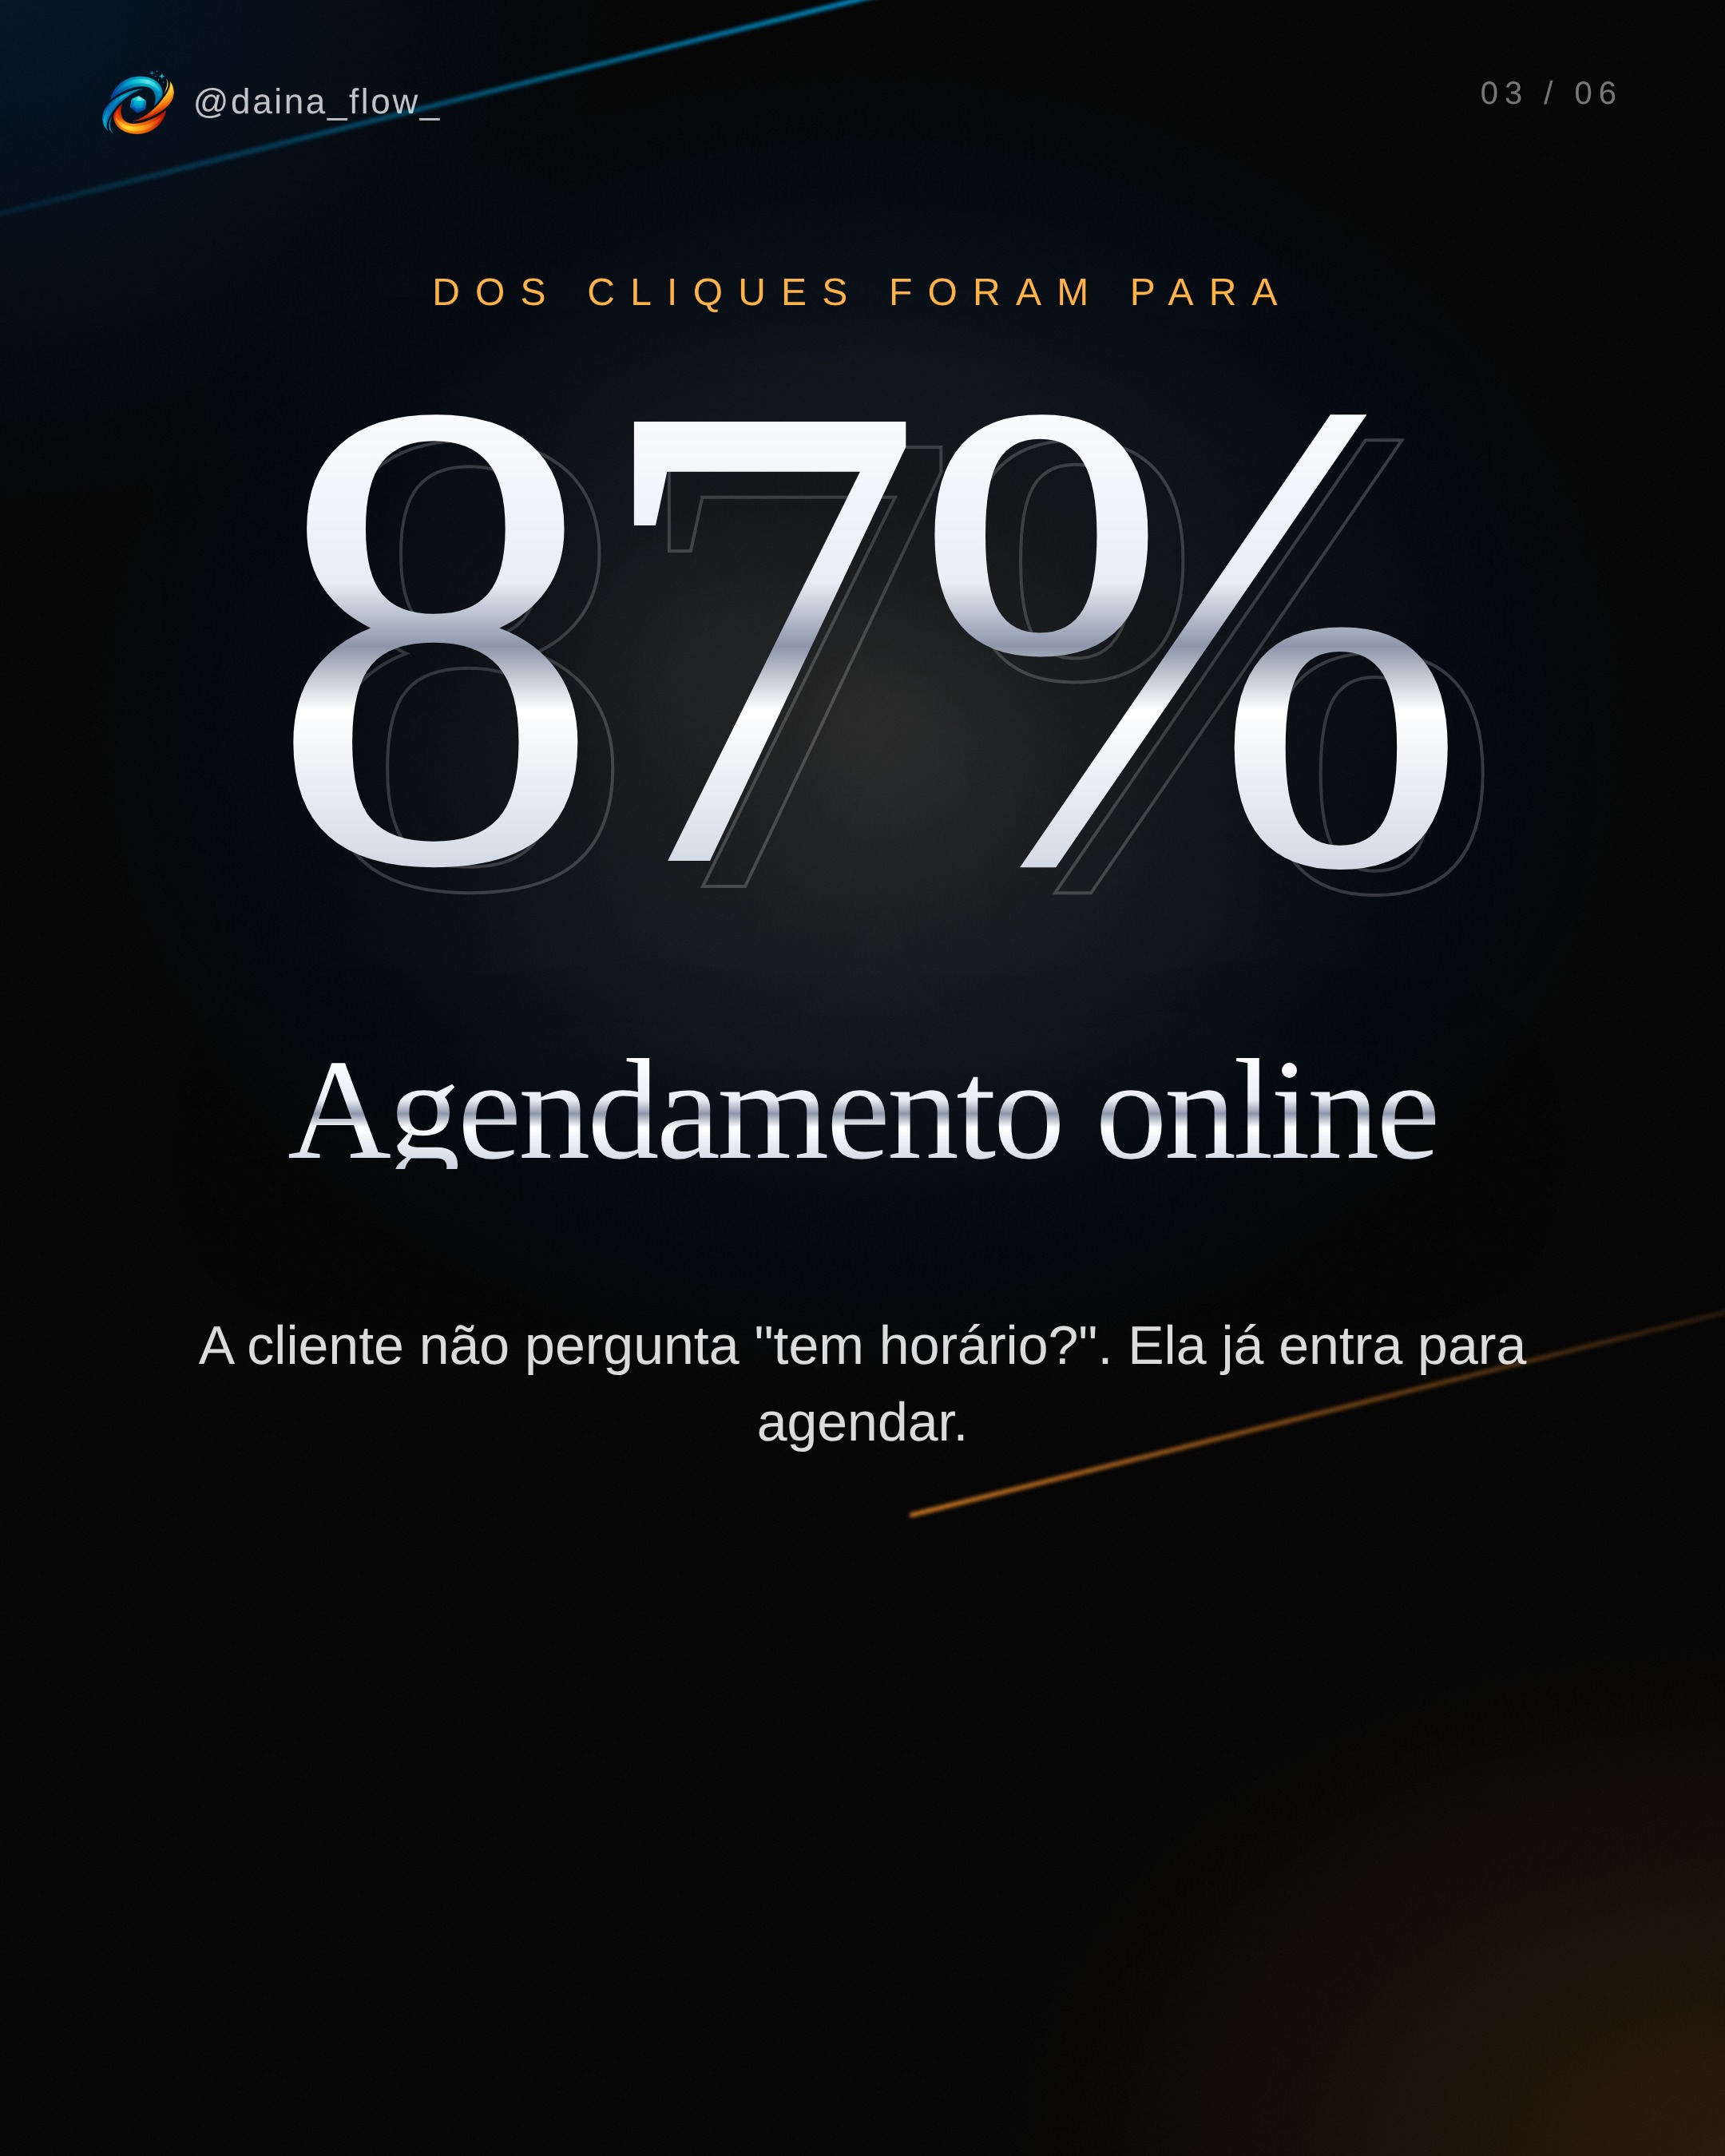 @daina_flow_
03 / 06
DOS CLIQUES FORAM PARA
87%
Agendamento online
A cliente não pergunta "tem horário?". Ela já entra para
agendar.